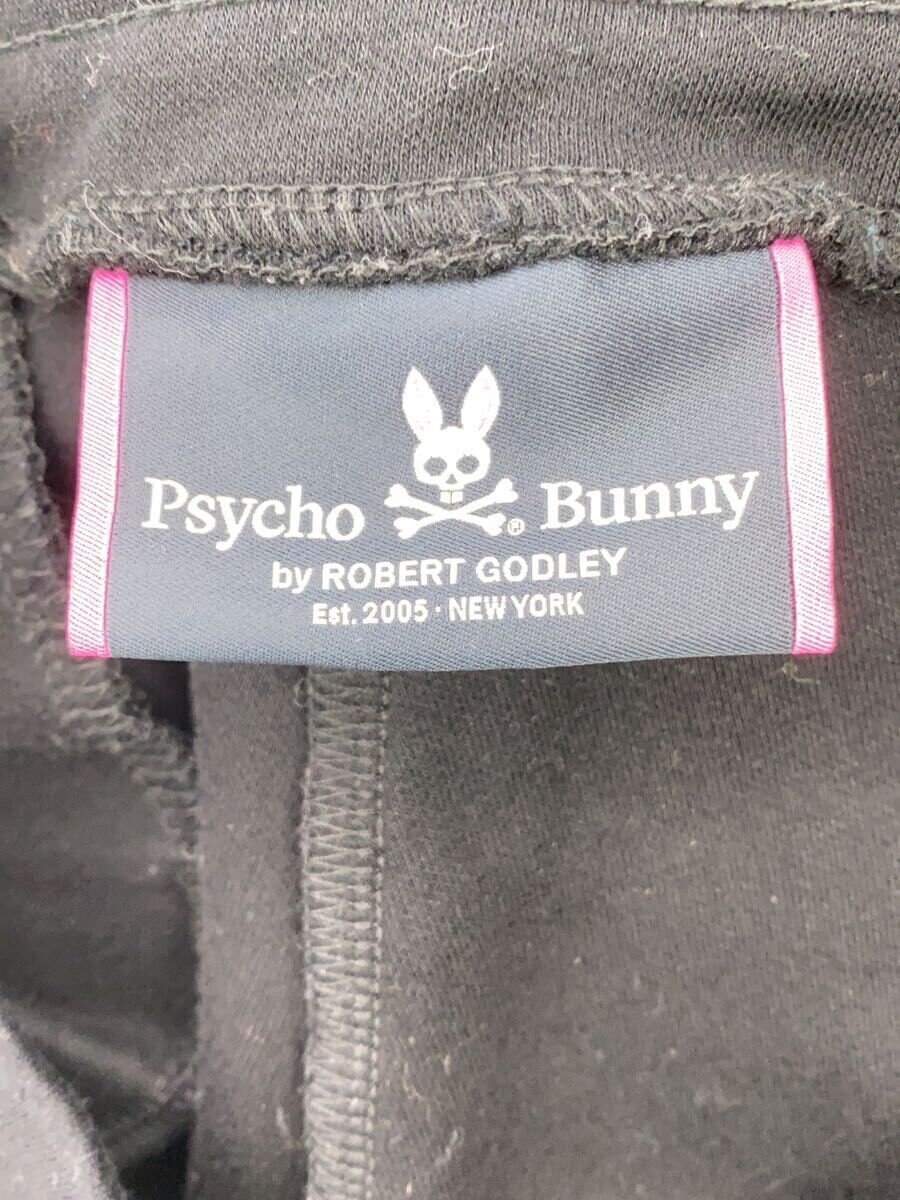 Psycho Bunny
by ROBERT GODLEY
Est. 2005 · NEW YORK